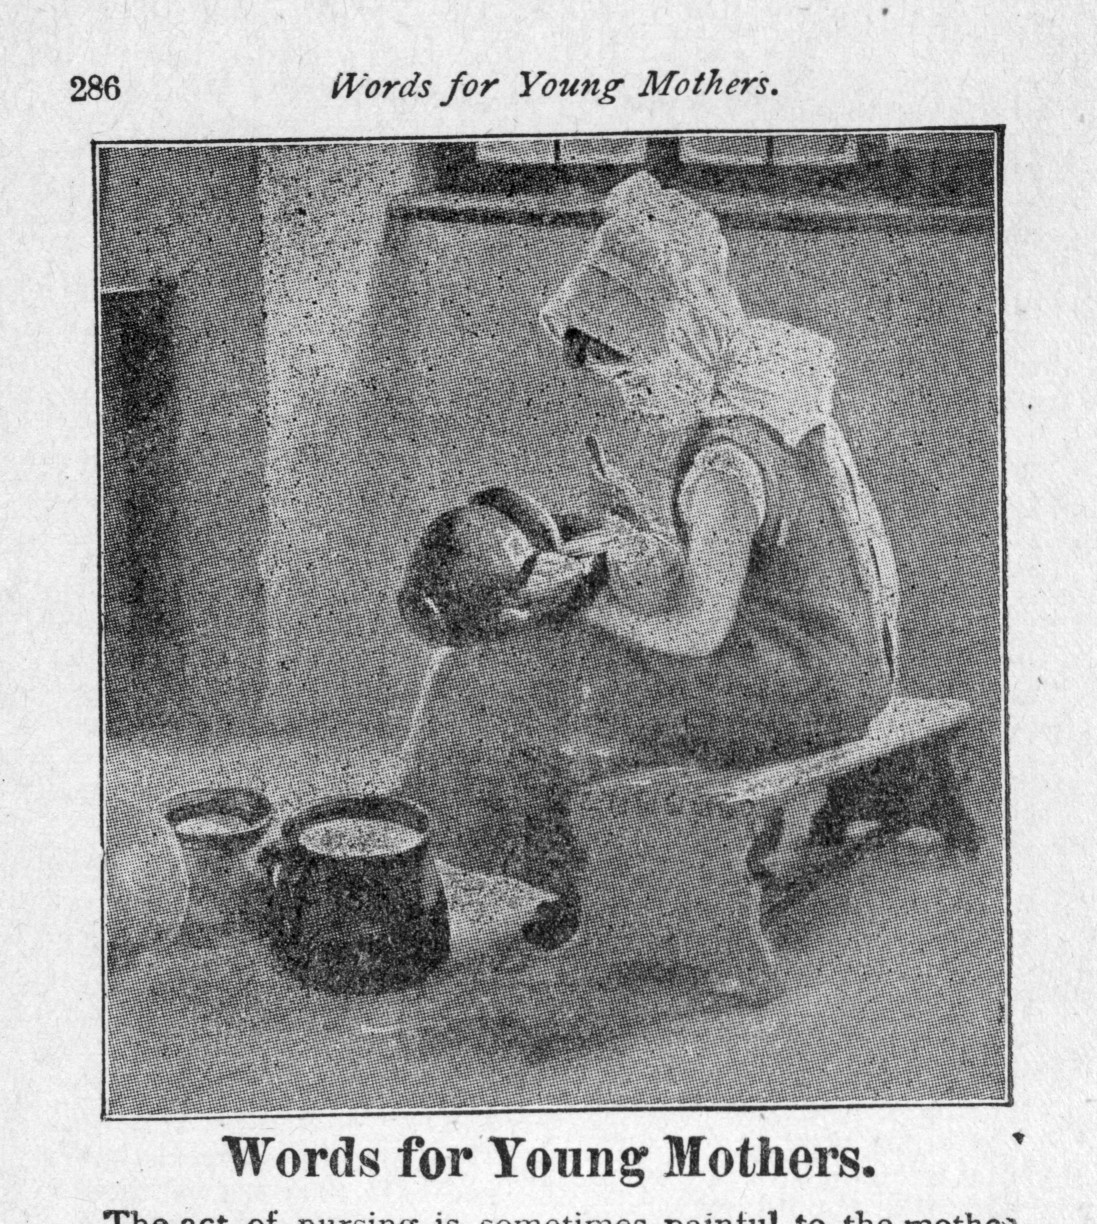 286
Words for Young Mothers.
Words for Young Mothers.
The act of nursing is sometimes painful to the mother